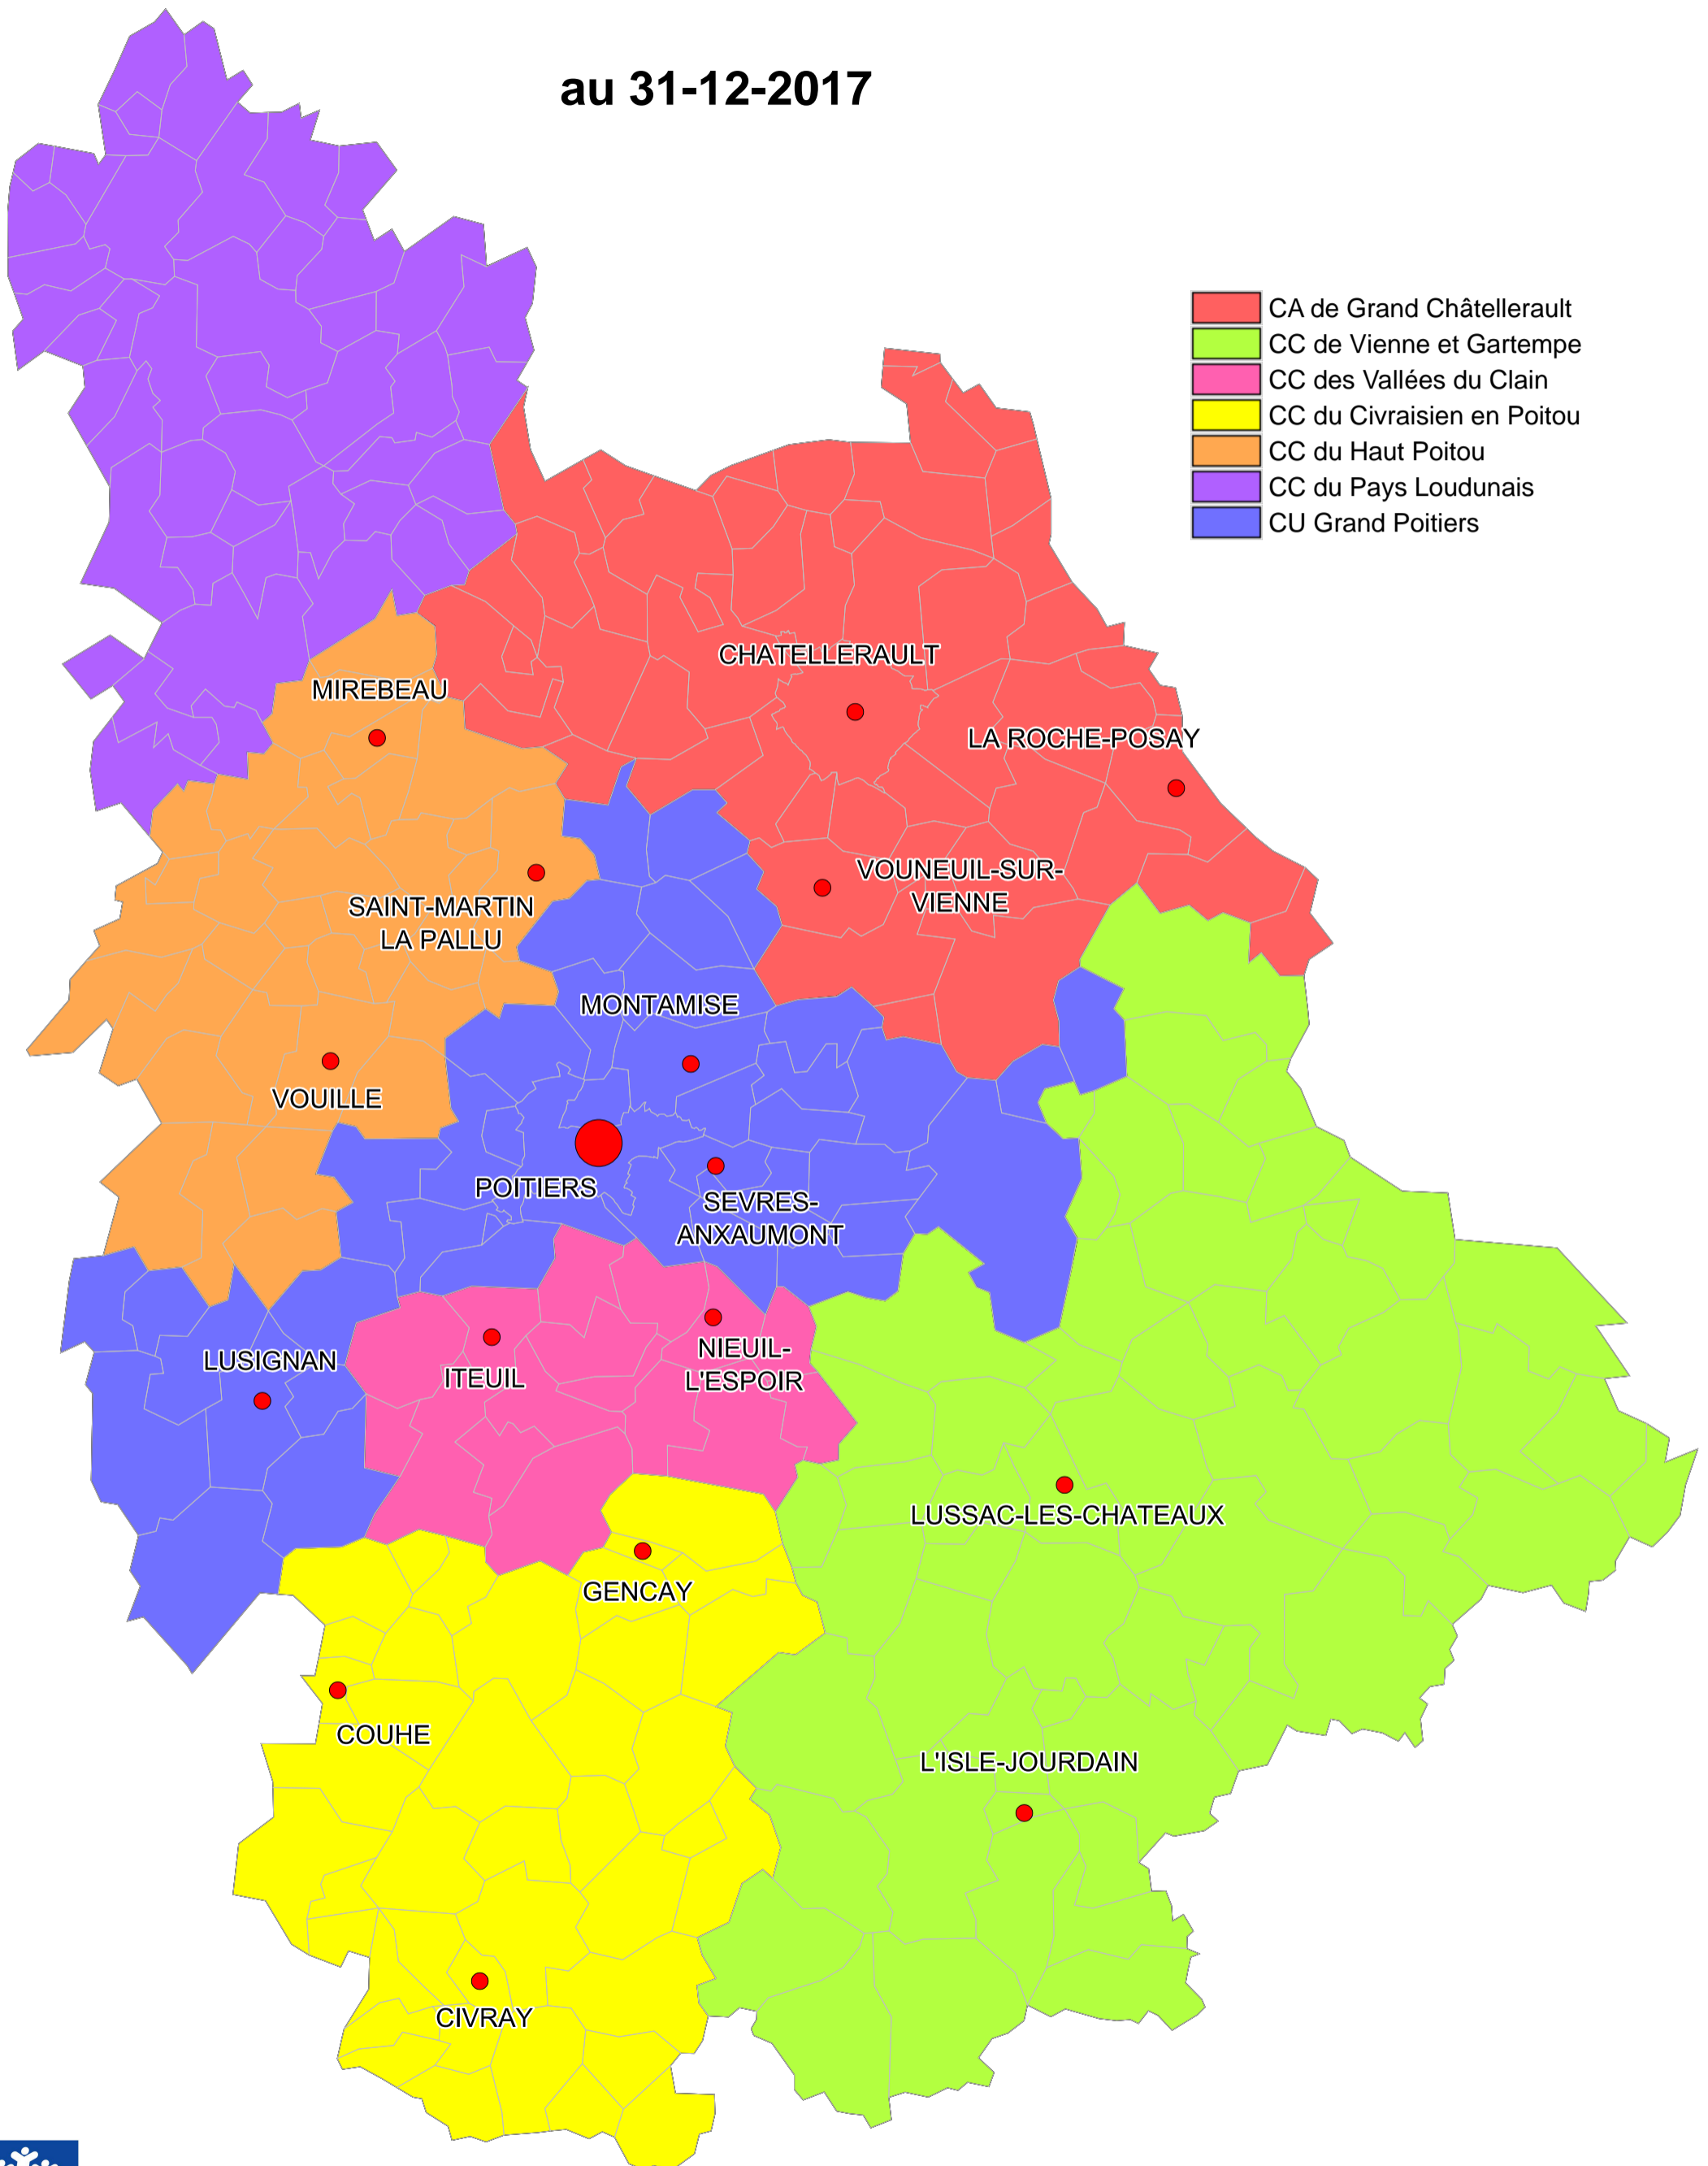 au 31-12-2017
CA de Grand Châtellerault
CC de Vienne et Gartempe
CC des Vallées du Clain
CC du Civraisien en Poitou
CC du Haut Poitou
CC du Pays Loudunais
CU Grand Poitiers
CHATELLERAULT
MIREBEAU
LA ROCHE-POSAY
VOUNEUIL-SUR-
VIENNE
SAINT-MARTIN
LA PALLU
MONTAMISE
VOUILLE
POITIERS
SEVRES-
ANXAUMONT
NIEUIL-
L'ESPOIR
LUSIGNAN
ITEUIL
LUSSAC-LES-CHATEAUX
GENCAY
COUHE
L'ISLE-JOURDAIN
CIVRAY